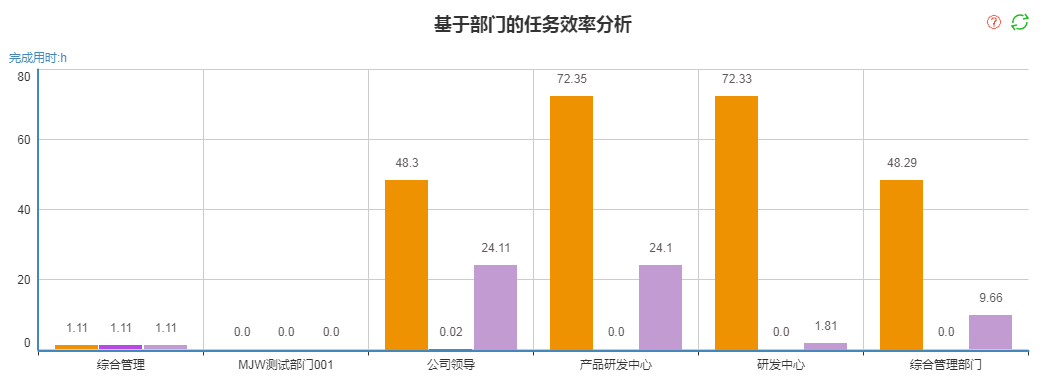 基于部门的任务效率分析
完成用时:h
80
60
40
20
0
1.11 1.11 1.11
0.0 0.0 0.0
48.3 0.02 24.11
72.35 0.0 24.1
72.33 0.0 1.81
48.29 0.0 9.66
综合管理 MJW测试部门001 公司领导 产品研发中心 研发中心 综合管理部门